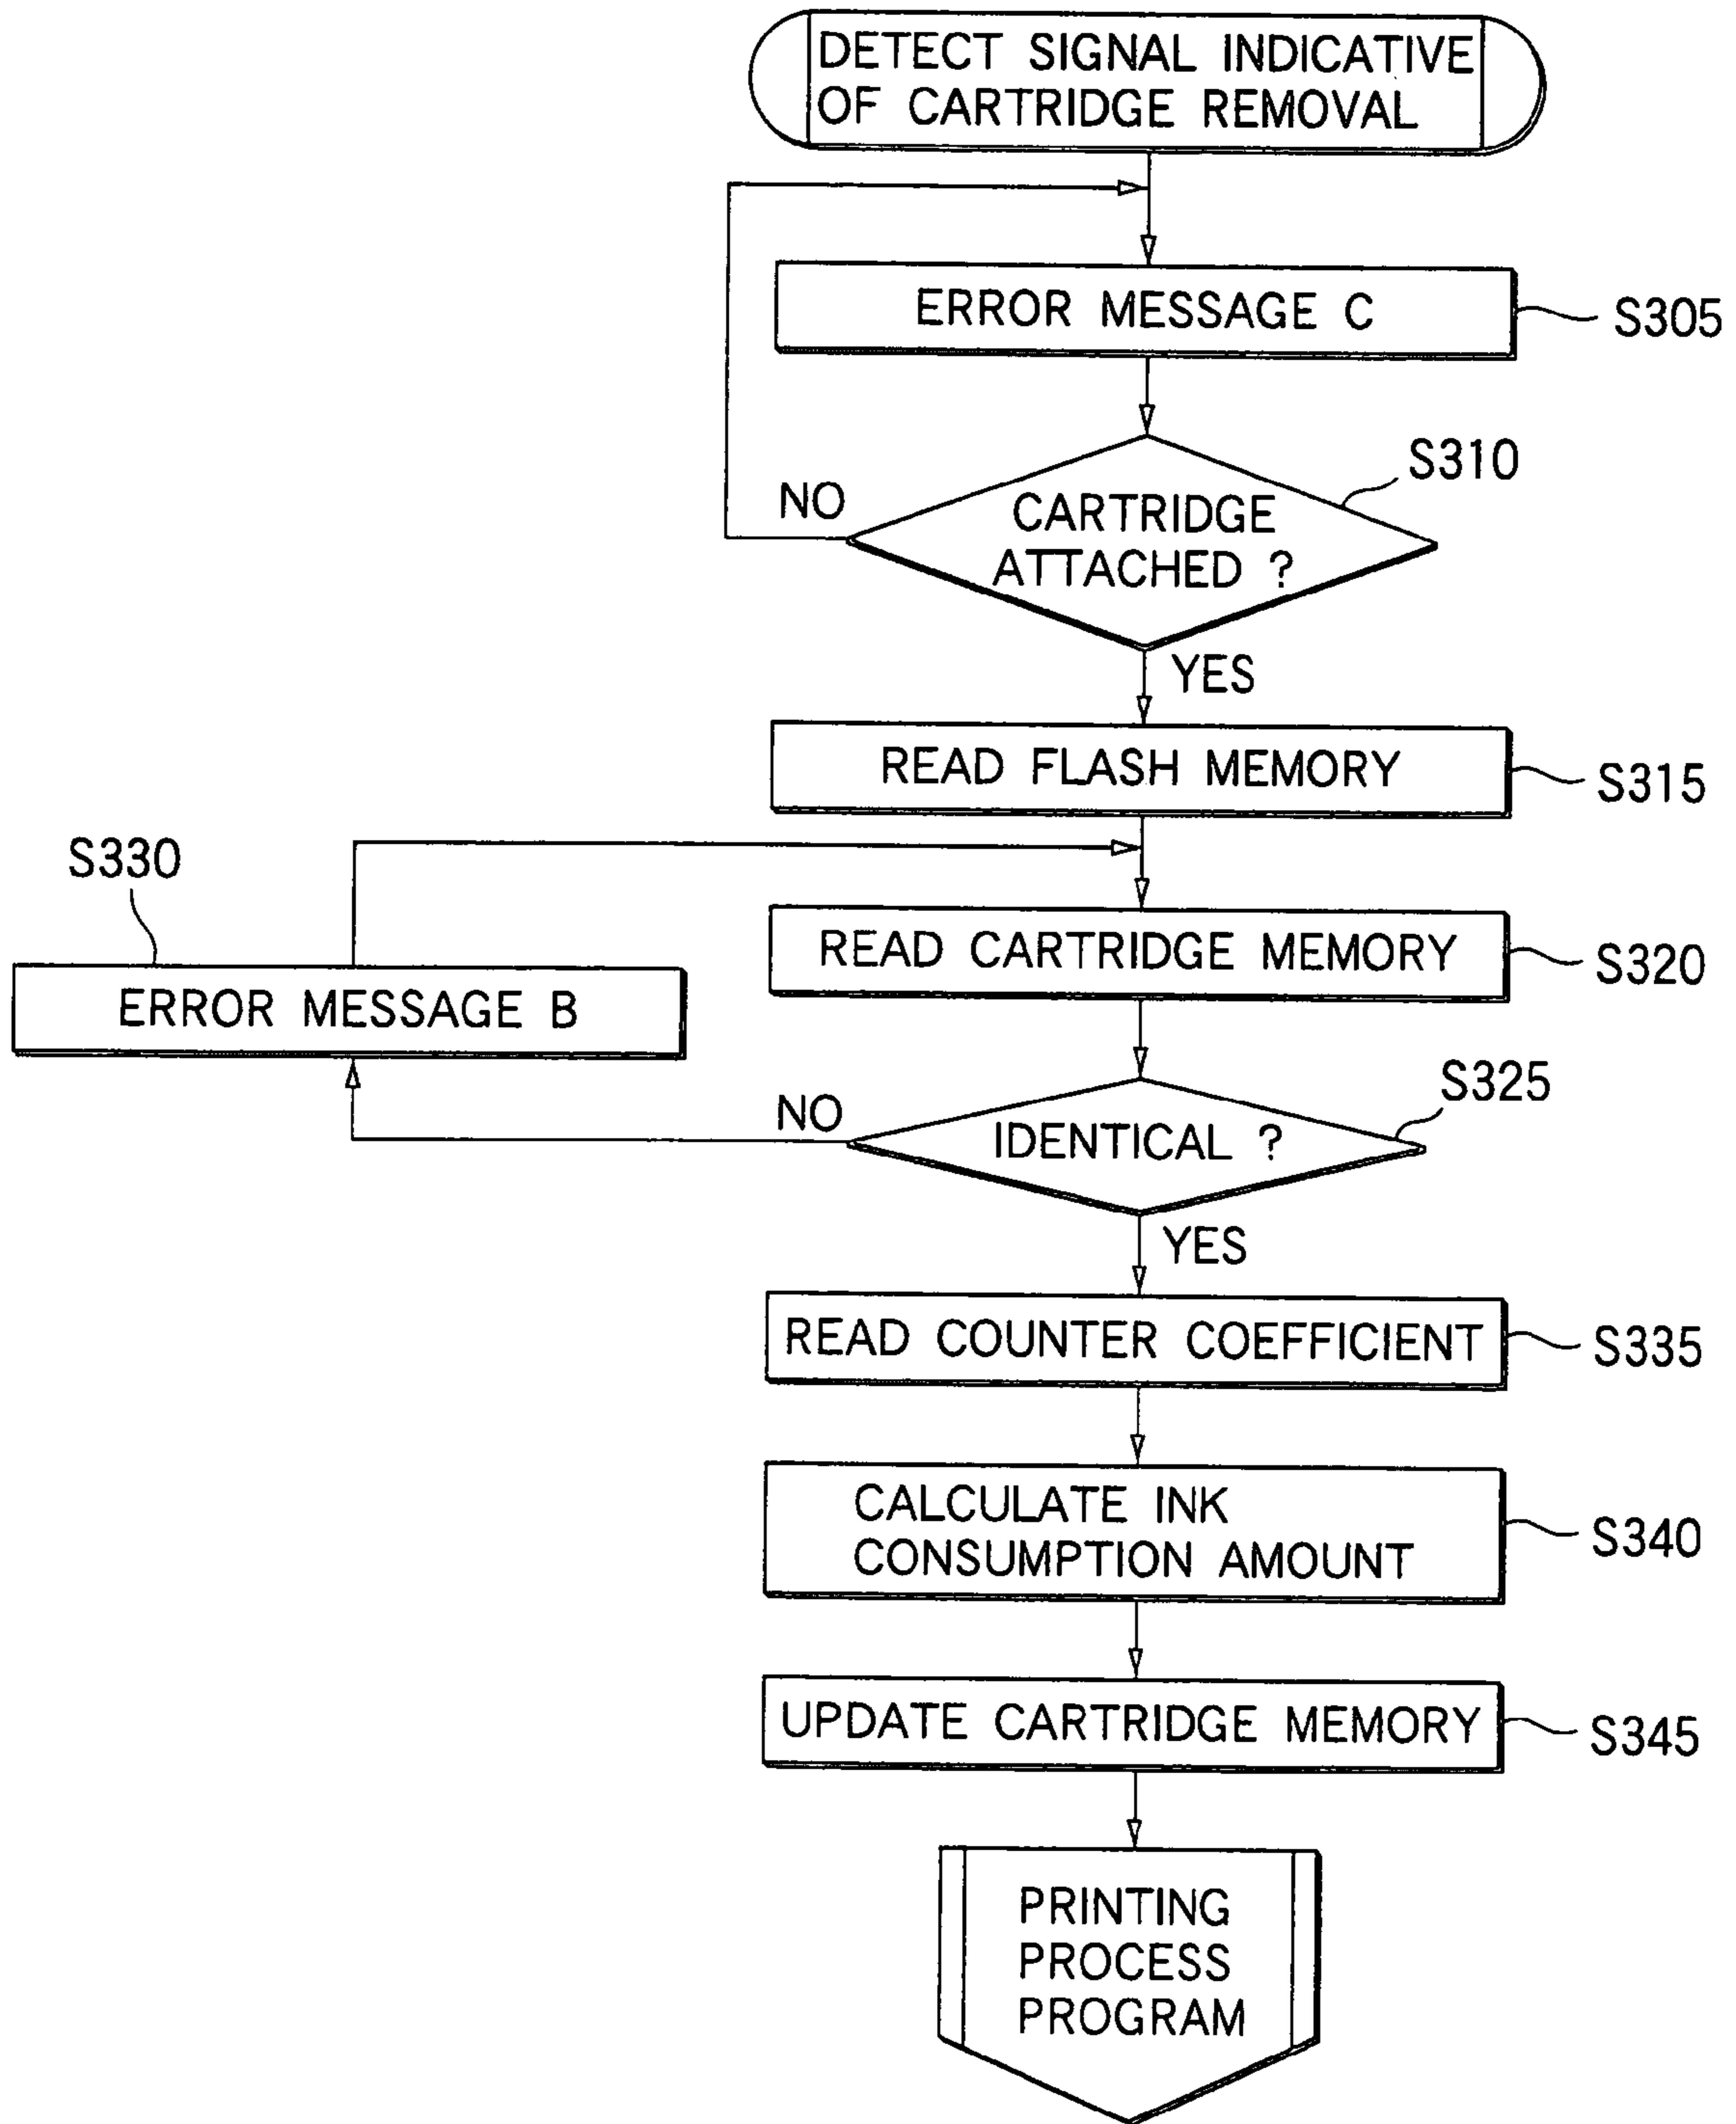 DETECT SIGNAL INDICATIVE
OF CARTRIDGE REMOVAL
ERROR MESSAGE C
S305
S310
NO
CARTRIDGE
ATTACHED ?
YES
READ FLASH MEMORY
S315
S330
READ CARTRIDGE MEMORY
S320
ERROR MESSAGE B
S325
NO
IDENTICAL ?
YES
READ COUNTER COEFFICIENT
S335
CALCULATE INK
CONSUMPTION AMOUNT
S340
UPDATE CARTRIDGE MEMORY
S345
PRINTING
PROCESS
PROGRAM